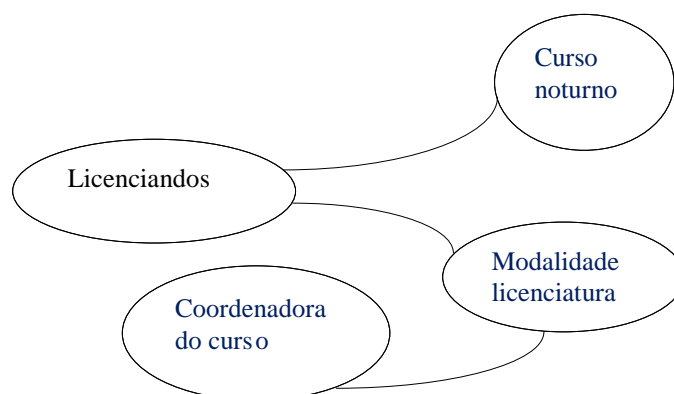 Curso
noturno
Licenciandos
Modalidade
licenciatura
Coordenadora
do curso